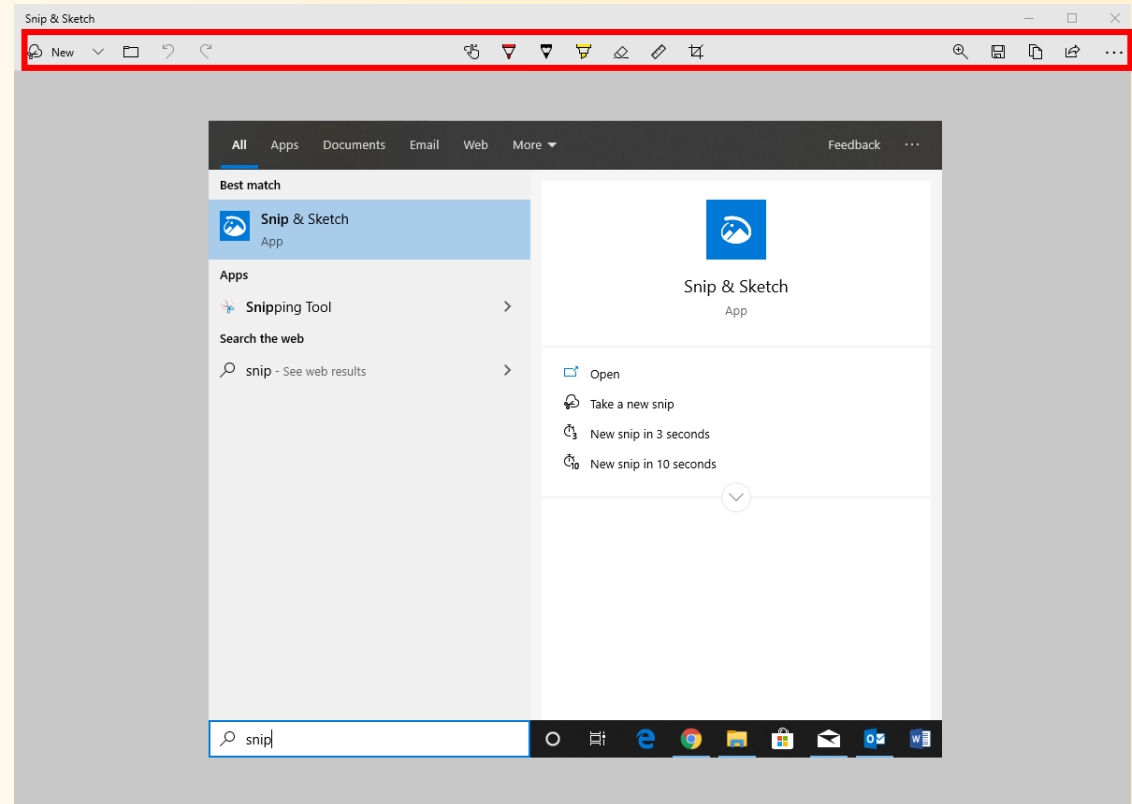 Snip & Sketch
New
All Apps Documents Email Web More Feedback
Best match
Snip & Sketch
App
Apps
Snipping Tool
Search the web
snip - See web results
Snip & Sketch
App
Open
Take a new snip
3 New snip in 3 seconds
10 New snip in 10 seconds
snip